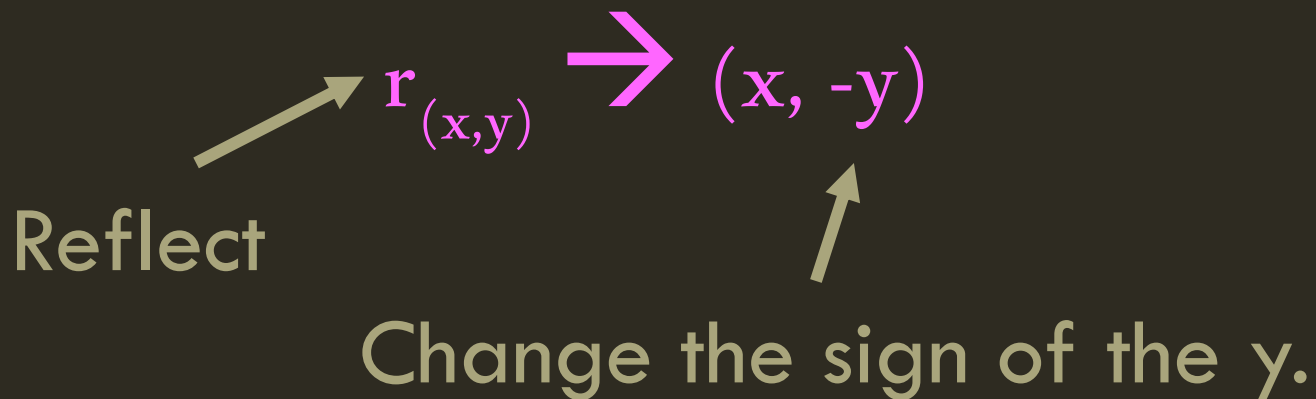 r(x,y) → (x, -y)
Reflect
Change the sign of the y.